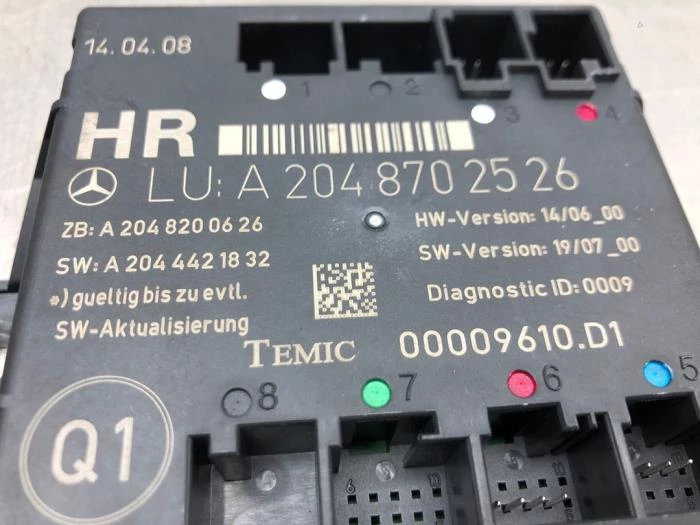 14.04.08
1 2 3 4
HR
LU: A 204 870 25 26
ZB: A 204 820 06 26
HW-Version: 14/06_00
SW: A 204 442 18 32
SW-Version: 19/07_00
*) gueltig bis zu evtl.
Diagnostic ID: 0009
SW-Aktualisierung
TEMIC 00009610.D1
8 7 6 5
Q1